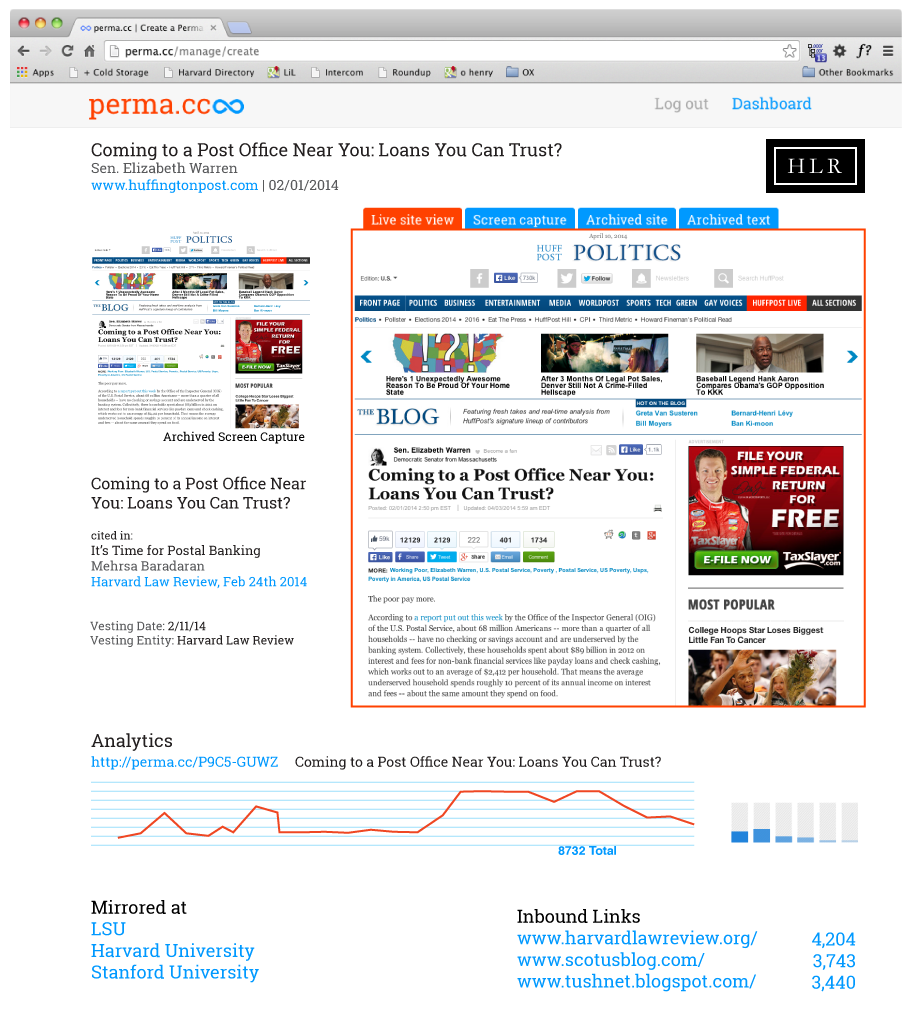 perma.cc | Create a Perma
perma.cc/manage/create
13
f?
Apps
+ Cold Storage
Harvard Directory
LiL
Intercom
Roundup
o henry
OX
Other Bookmarks
perma.cc
Log out
Dashboard
Coming to a Post Office Near You: Loans You Can Trust?
Sen. Elizabeth Warren
www.huffingtonpost.com | 02/01/2014
HLR
Live site view
Screen capture
Archived site
Archived text
April 10, 2014
HUFF POST POLITICS
Archived Screen Capture
April 10, 2014
HUFF
POST
POLITICS
Edition: U.S.
Like
Follow
Newsletters
Search HuffPost
FRONT PAGE POLITICS BUSINESS ENTERTAINMENT MEDIA WORLDPOST SPORTS TECH GREEN GAY VOICES HUFFPOST LIVE ALL SECTIONS
Politics • Pollster • Elections 2014 • 2016 • Eat The Press • HuffPost Hill • CPI • Third Metric • Howard Fineman's Political Read
!?!
Here's 1 Unexpectedly Awesome
Reason To Be Proud Of Your Home
State
After 3 Months Of Legal Pot Sales,
Denver Still Not A Crime-Filled
Hellscape
Baseball Legend Hank Aaron
Compares Obama's GOP Opposition
To KKK
THE BLOG
Featuring fresh takes and real-time analysis from
HuffPost's signature lineup of contributors
HOT ON THE BLOG
Greta Van Susteren
Bernard-Henri Lévy
Bill Moyers
Ban Ki-moon
Sen. Elizabeth Warren
Become a fan
Democratic Senator from Massachusetts
Like
1.1k
Coming to a Post Office Near You:
Loans You Can Trust?
Posted: 02/01/2014 2:50 pm EST
Updated: 04/03/2014 5:59 am EDT
59k
12129
2129
222
401
1734
Like
Share
Tweet
Share
Email
Comment
MORE: Working Poor, Elizabeth Warren, U.S. Postal Service, Poverty , Postal Service, US Poverty, Usps,
Poverty in America, US Postal Service
The poor pay more.
According to a report put out this week by the Office of the Inspector General (OIG)
of the U.S. Postal Service, about 68 million Americans -- more than a quarter of all
households -- have no checking or savings account and are underserved by the
banking system. Collectively, these households spent about $89 billion in 2012 on
interest and fees for non-bank financial services like payday loans and check cashing,
which works out to an average of $2,412 per household. That means the average
underserved household spends roughly 10 percent of its annual income on interest
and fees -- about the same amount they spend on food.
ADVERTISEMENT
FILE YOUR
SIMPLE FEDERAL
RETURN
FOR
FREE
E-FILE NOW
TaxSlayer.com
MOST POPULAR
College Hoops Star Loses Biggest
Little Fan To Cancer
Coming to a Post Office Near
You: Loans You Can Trust?
cited in:
It's Time for Postal Banking
Mehrsa Baradaran
Harvard Law Review, Feb 24th 2014
Vesting Date: 2/11/14
Vesting Entity: Harvard Law Review
Analytics
http://perma.cc/P9C5-GUWZ
Coming to a Post Office Near You: Loans You Can Trust?
8732 Total
Mirrored at
LSU
Harvard University
Stanford University
Inbound Links
www.harvardlawreview.org/ 4,204
www.scotusblog.com/ 3,743
www.tushnet.blogspot.com/ 3,440